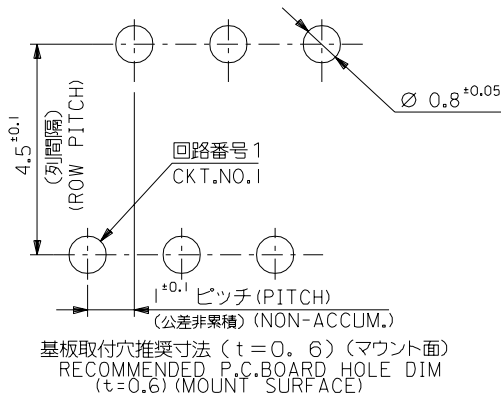 Ø 0.8±0.05
4.5±0.1
(列間隔)
(ROW PITCH)
回路番号1
CKT.NO.1
1±0.1 ピッチ(PITCH)
(公差非累積)(NON-ACCUM.)
基板取付穴推奨寸法(t=0.6)(マウント面)
RECOMMENDED P.C.BOARD HOLE DIM
(t=0.6)(MOUNT SURFACE)